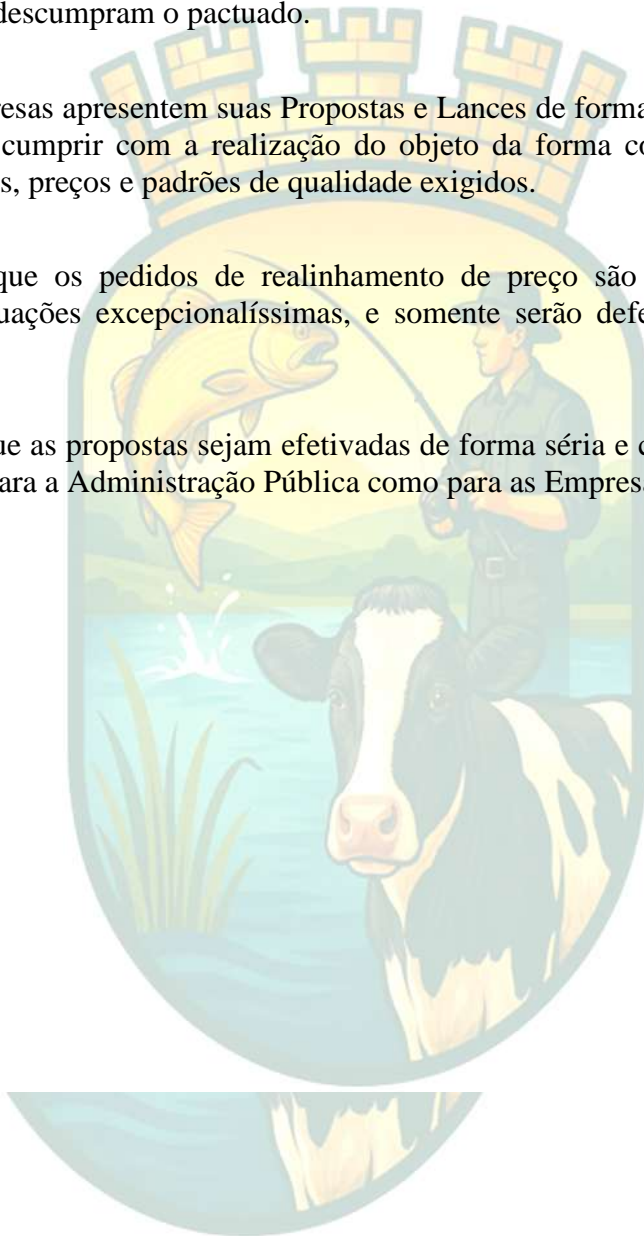 descumpram o pactuado.
resas apresentem suas Propostas e Lances de forma
cumprir com a realização do objeto da forma co
s, preços e padrões de qualidade exigidos.
que os pedidos de realinhamento de preço são
uações excepcionalíssimas, e somente serão defe
ue as propostas sejam efetivadas de forma séria e c
ara a Administração Pública como para as Empresa